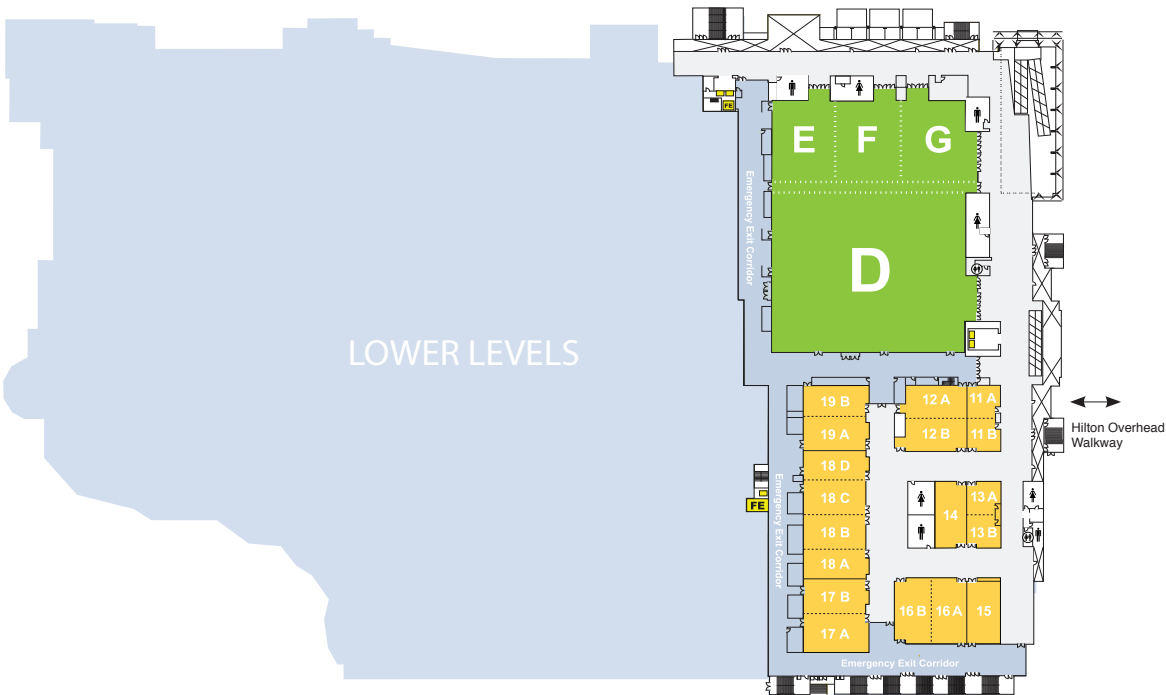 FE
E
F
G
Emergency Exit Corridor
D
LOWER LEVELS
19 B
12 A
11 A
Hilton Overhead
Walkway
19 A
12 B
11 B
18 D
18 C
13 A
FE
14
Emergency Exit Corridor
18 B
13 B
18 A
17 B
16 B
16 A
15
17 A
Emergency Exit Corridor